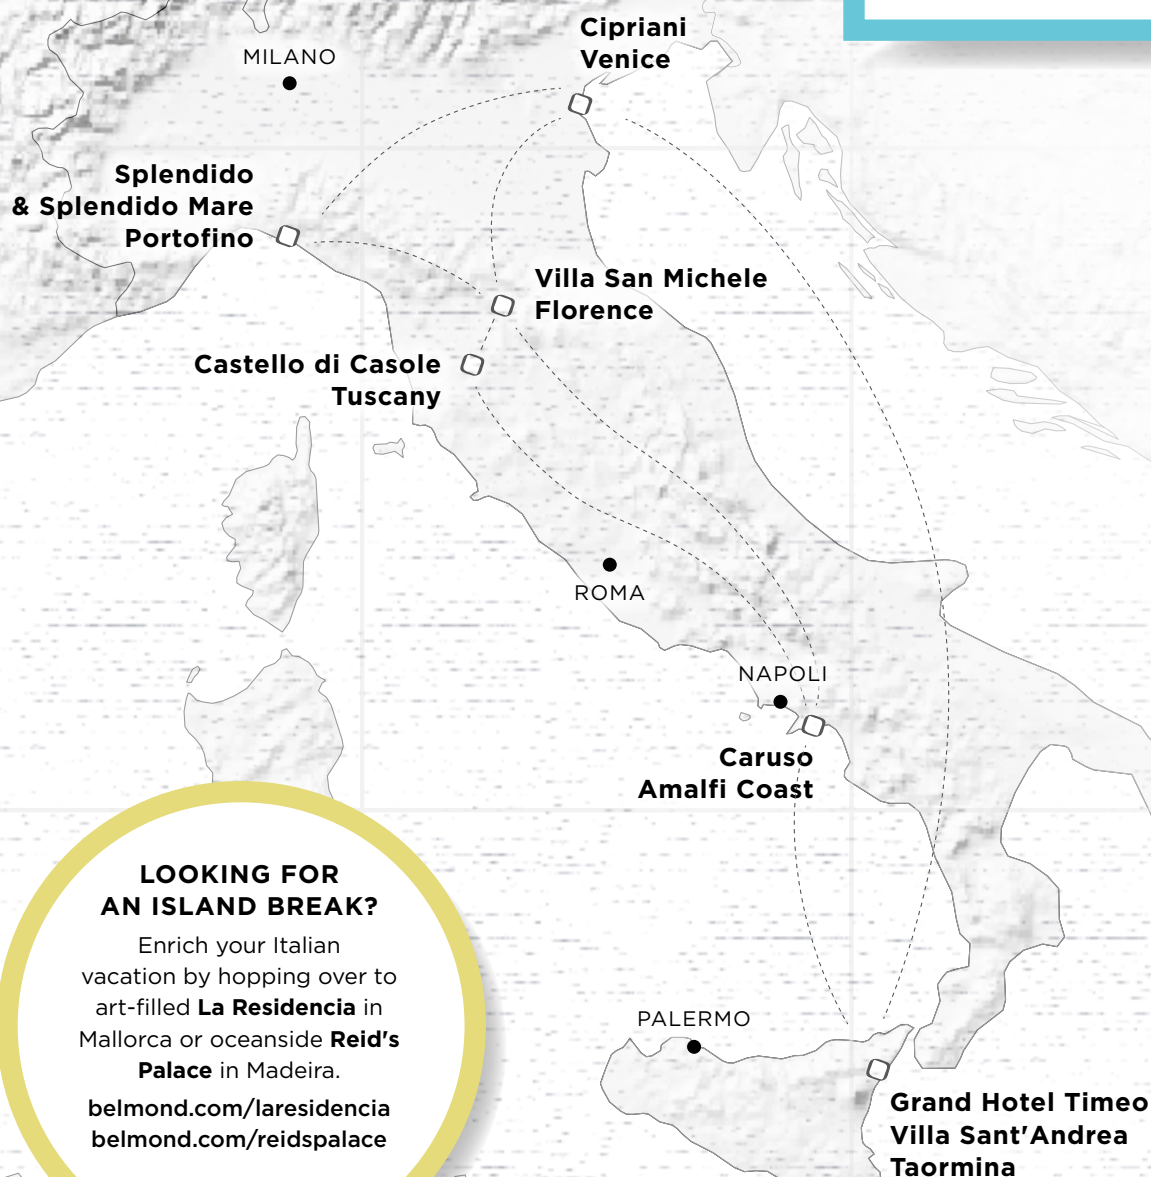 Cipriani
Venice
MILANO
Splendido
& Splendido Mare
Portofino
Villa San Michele
Florence
Castello di Casole
Tuscany
ROMA
NAPOLI
Caruso
Amalfi Coast
LOOKING FOR
AN ISLAND BREAK?
Enrich your Italian
vacation by hopping over to
art-filled La Residencia in
Mallorca or oceanside Reid's
Palace in Madeira.
belmond.com/laresidencia
belmond.com/reidspalace
PALERMO
Grand Hotel Timeo
Villa Sant'Andrea
Taormina